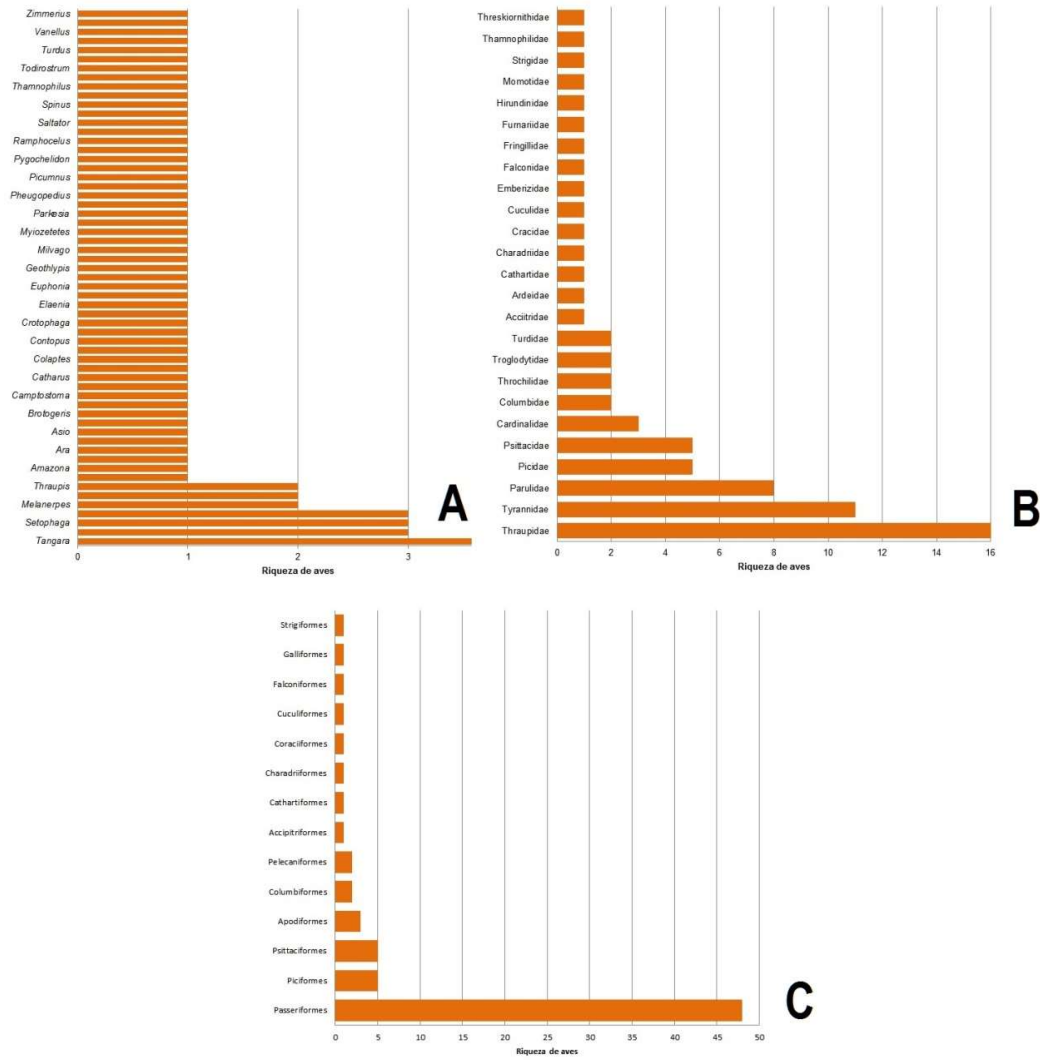 Zimmerius
Vanellus
Turdus
Todirostrum
Thamnophilus
Spinus
Saltator
Ramphocelus
Pygochelidon
Picumnus
Pheugopedius
Parkesia
Myiozetetes
Milvago
Geothlypis
Euphonia
Elaenia
Crotophaga
Contopus
Colaptes
Catharus
Camptostoma
Brotogeris
Asio
Ara
Amazona
Thraupis
Melanerpes
Setophaga
Tangara
0 1 2 3
Riqueza de aves
A
Threskiornithidae
Thamnophilidae
Strigidae
Momotidae
Hirundinidae
Furnariidae
Fringillidae
Falconidae
Emberizidae
Cuculidae
Cracidae
Charadriidae
Cathartidae
Ardeidae
Acciitridae
Turdidae
Troglodytidae
Throchilidae
Columbidae
Cardinalidae
Psittacidae
Picidae
Parulidae
Tyrannidae
Thraupidae
0 2 4 6 8 10 12 14 16
Riqueza de aves
B
Strigiformes
Galliformes
Falconiformes
Cuculiformes
Coraciiformes
Charadriiformes
Cathartiformes
Accipitriformes
Pelecaniformes
Columbiformes
Apodiformes
Psittaciformes
Piciformes
Passeriformes
0 5 10 15 20 25 30 35 40 45 50
Riqueza de aves
C